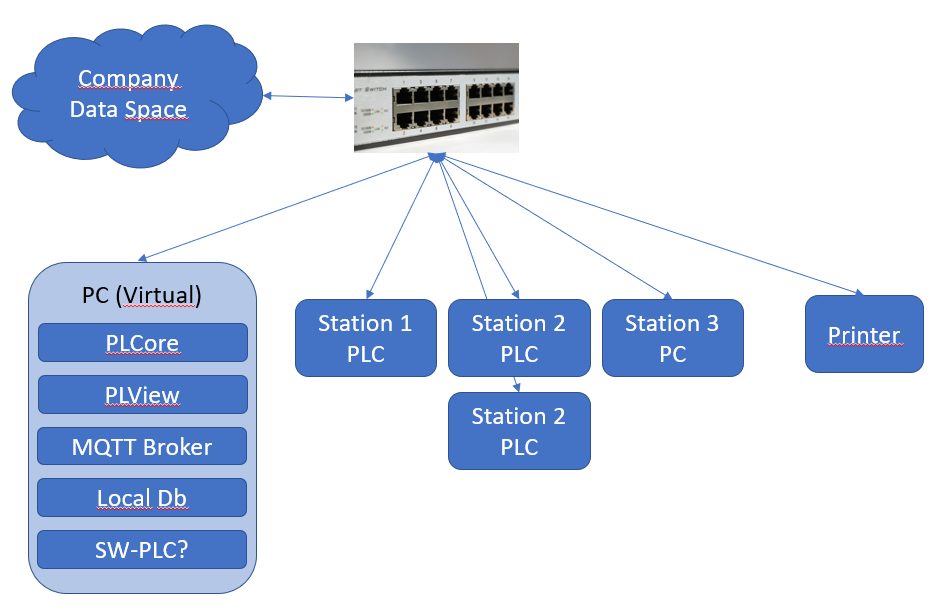 Company
Data Space
SWITCH
PC (Virtual)
PLCore
PLView
MQTT Broker
Local Db
SW-PLC?
Station 1
PLC
Station 2
PLC
Station 3
PC
Printer
Station 2
PLC